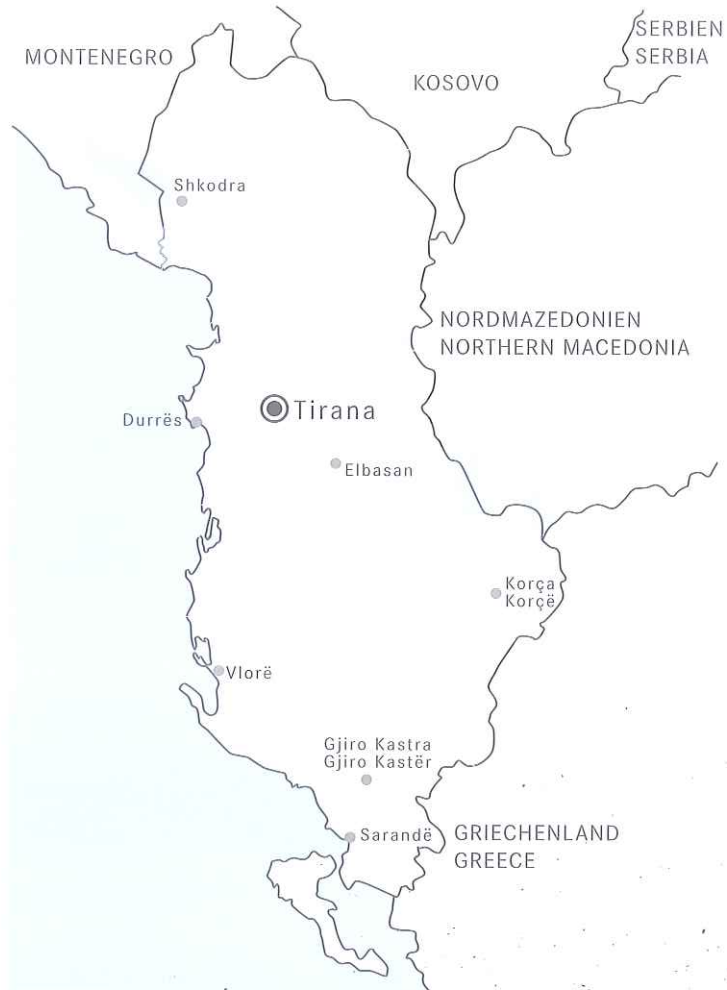 SERBIEN
SERBIA
MONTENEGRO
KOSOVO
Shkodra
NORDMAZEDONIEN
NORTHERN MACEDONIA
Tirana
Durrës
Elbasan
Korça
Korçë
Vlorë
Gjiro Kastra
Gjiro Kastër
Sarandë
GRIECHENLAND
GREECE